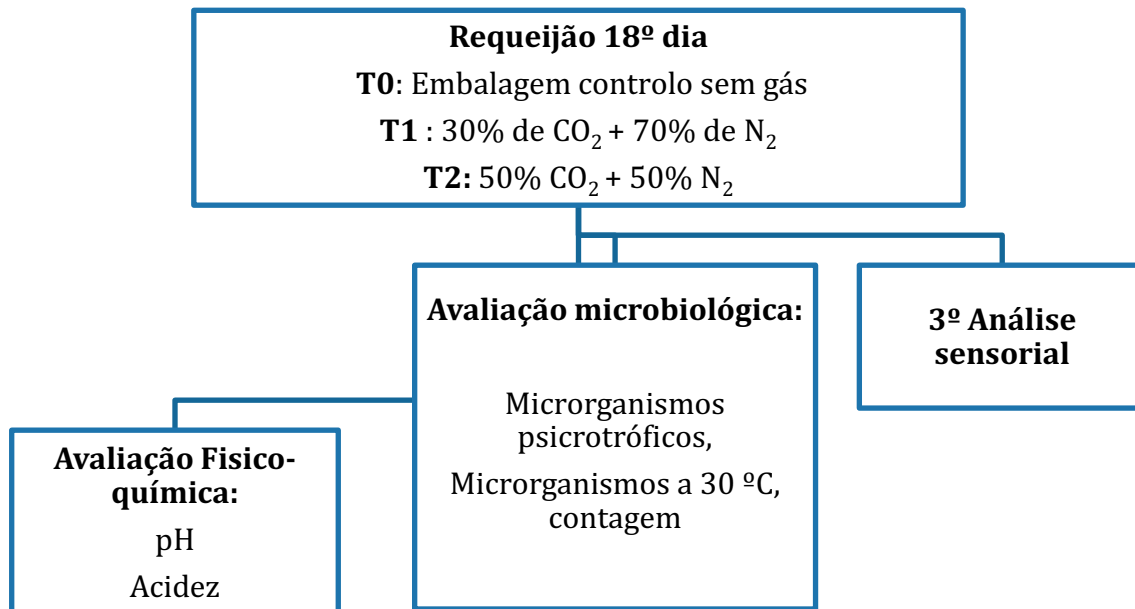 Requeijão 18º dia
T0: Embalagem controlo sem gás
T1 : 30% de CO₂ + 70% de N₂
T2: 50% CO₂ + 50% N₂
Avaliação microbiológica:
Microrganismos
psicrotróficos,
Microrganismos a 30 ºC,
contagem
3º Análise
sensorial
Avaliação Fisico-
química:
pH
Acidez